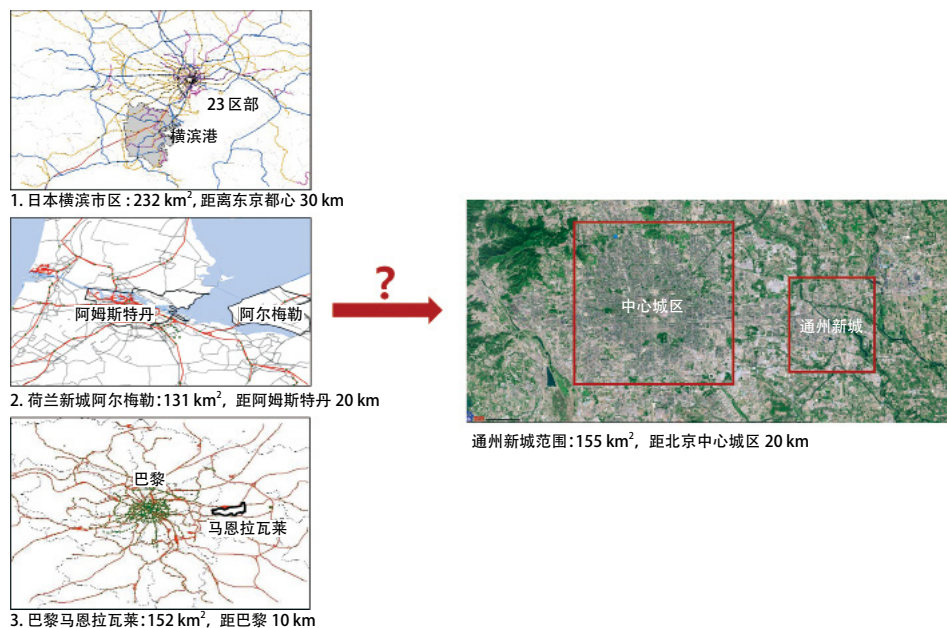 23区部
横滨港
1. 日本横滨市区：232 km², 距离东京都心 30 km
阿姆斯特丹
阿尔梅勒
2. 荷兰新城阿尔梅勒：131 km²，距阿姆斯特丹 20 km
巴黎
马恩拉瓦莱
3. 巴黎马恩拉瓦莱：152 km²，距巴黎 10 km
?
中心城区
通州新城
通州新城范围：155 km²，距北京中心城区 20 km